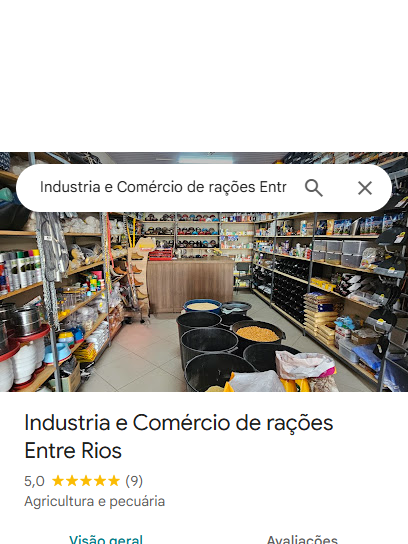 Industria e Comércio de rações Entr
Industria e Comércio de rações
Entre Rios
5,0 ★★★★★ (9)
Agricultura e pecuária
Visão geral Avaliações